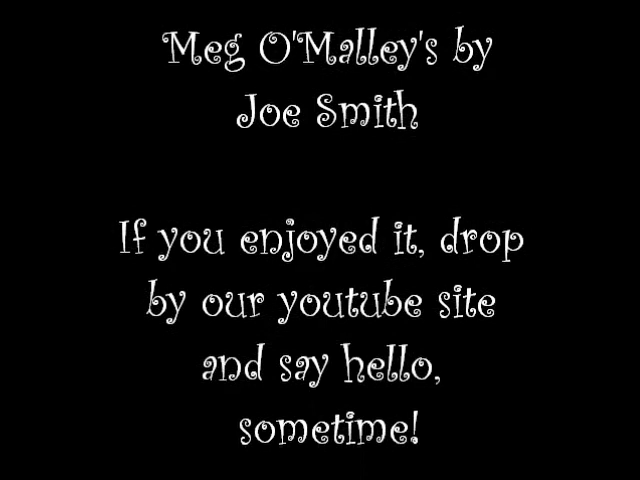 Meg O'Malley's by
Joe Smith
If you enjoyed it, drop
by our youtube site
and say hello,
sometime!